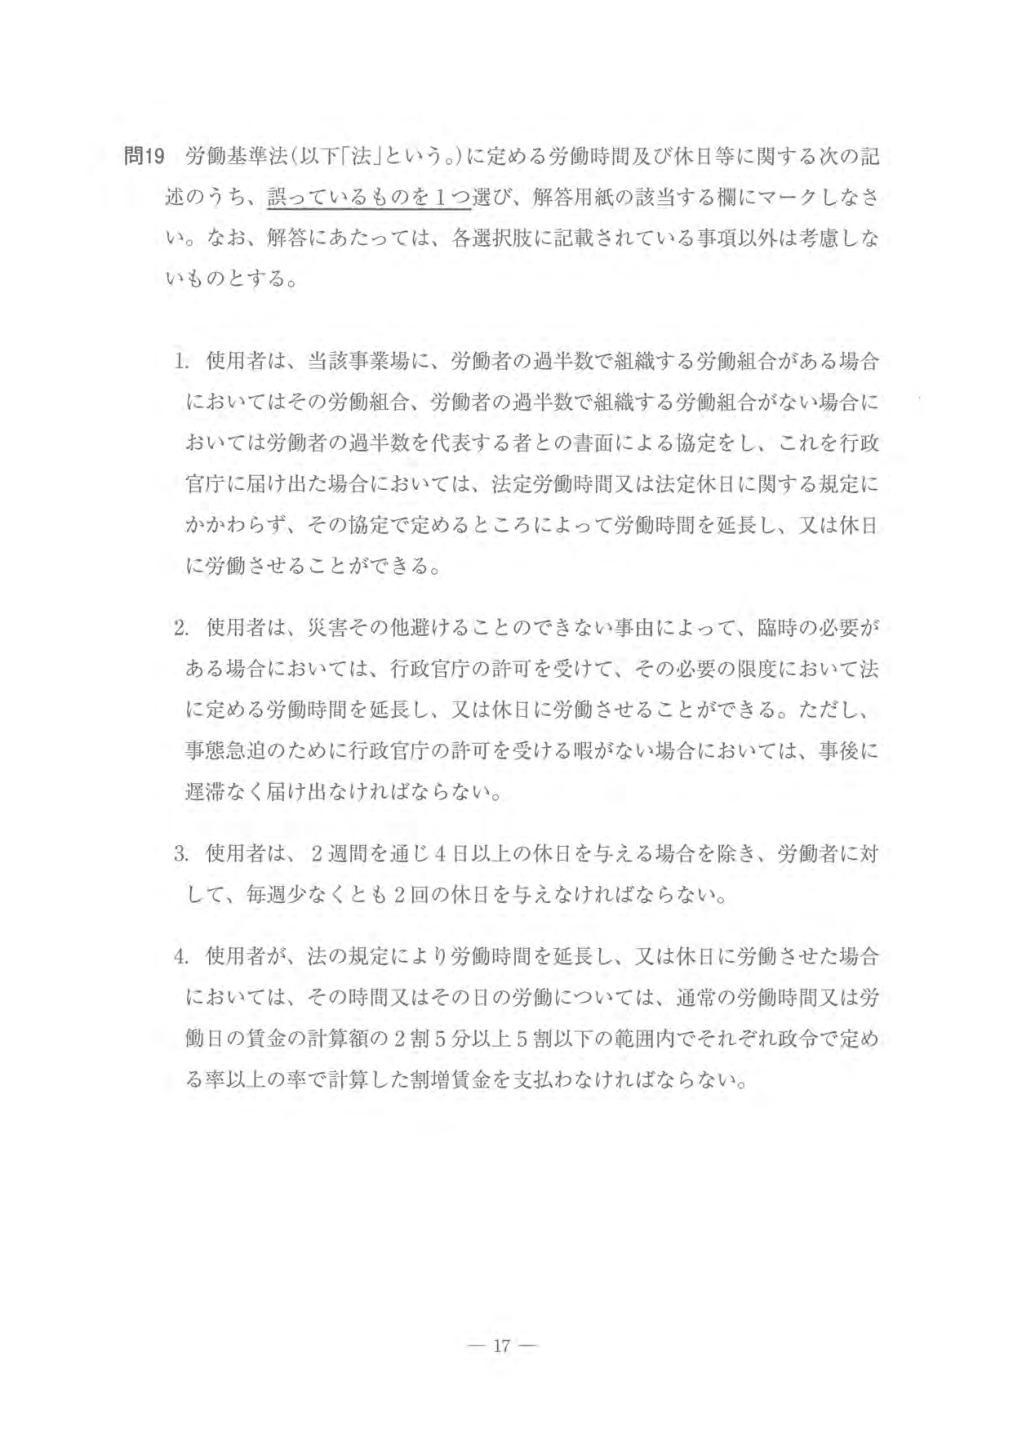 問19 労働基準法(以下「法」という。)に定める労働時間及び休日等に関する次の記
述のうち、誤っているものを1つ選び、解答用紙の該当する欄にマークしなさ
い。なお、解答にあたっては、各選択肢に記載されている事項以外は考慮しな
いものとする。
1. 使用者は、当該事業場に、労働者の過半数で組織する労働組合がある場合
においてはその労働組合、労働者の過半数で組織する労働組合がない場合に
おいては労働者の過半数を代表する者との書面による協定をし、これを行政
官庁に届け出た場合においては、法定労働時間又は法定休日に関する規定に
かかわらず、その協定で定めるところによって労働時間を延長し、又は休日
に労働させることができる。
2. 使用者は、災害その他避けることのできない事由によって、臨時の必要が
ある場合においては、行政官庁の許可を受けて、その必要の限度において法
に定める労働時間を延長し、又は休日に労働させることができる。ただし、
事態急迫のために行政官庁の許可を受ける暇がない場合においては、事後に
遅滞なく届け出なければならない。
3. 使用者は、2週間を通じ4日以上の休日を与える場合を除き、労働者に対
して、毎週少なくとも2回の休日を与えなければならない。
4. 使用者が、法の規定により労働時間を延長し、又は休日に労働させた場合
においては、その時間又はその日の労働については、通常の労働時間又は労
働日の賃金の計算額の2割5分以上5割以下の範囲内でそれぞれ政令で定め
る率以上の率で計算した割増賃金を支払わなければならない。
— 17 —